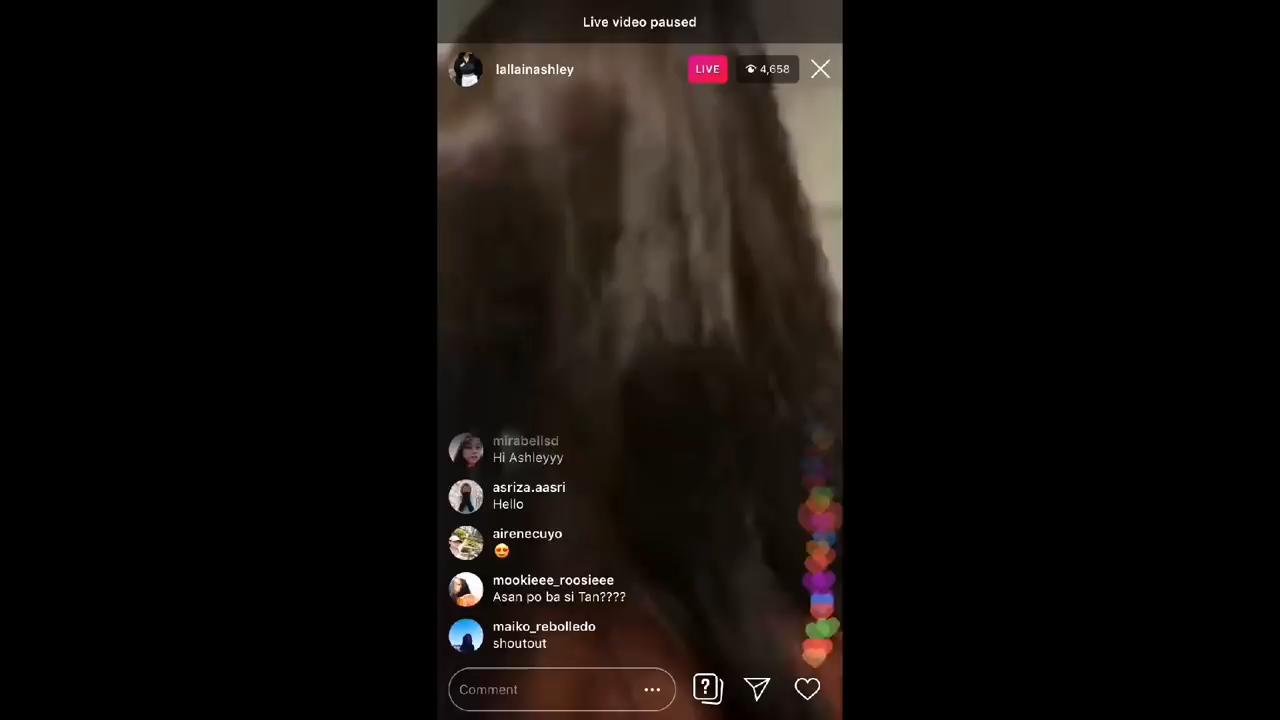 Live video paused
lallainashley
LIVE
4,658
mirabellsd
Hi Ashleyyy
asriza.aasri
Hello
airenecuyo
😍
mookieee_roosieee
Asan po ba si Tan????
maiko_rebolledo
shoutout
Comment